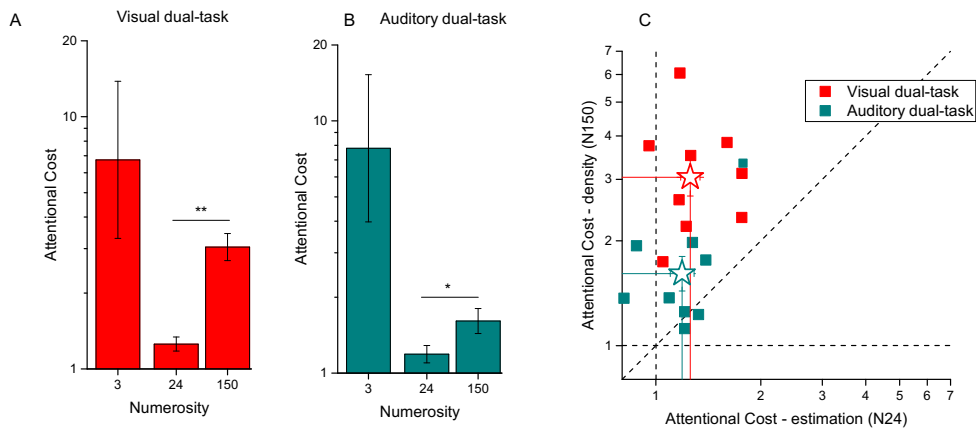 A
Visual dual-task
20
10
1
Attentional Cost
**
3
24
150
Numerosity
B
Auditory dual-task
20
10
1
Attentional Cost
*
3
24
150
Numerosity
C
7
6
5
4
3
2
1
Attentional Cost - density (N150)
Visual dual-task
Auditory dual-task
1
2
3
4
5
6
7
Attentional Cost - estimation (N24)